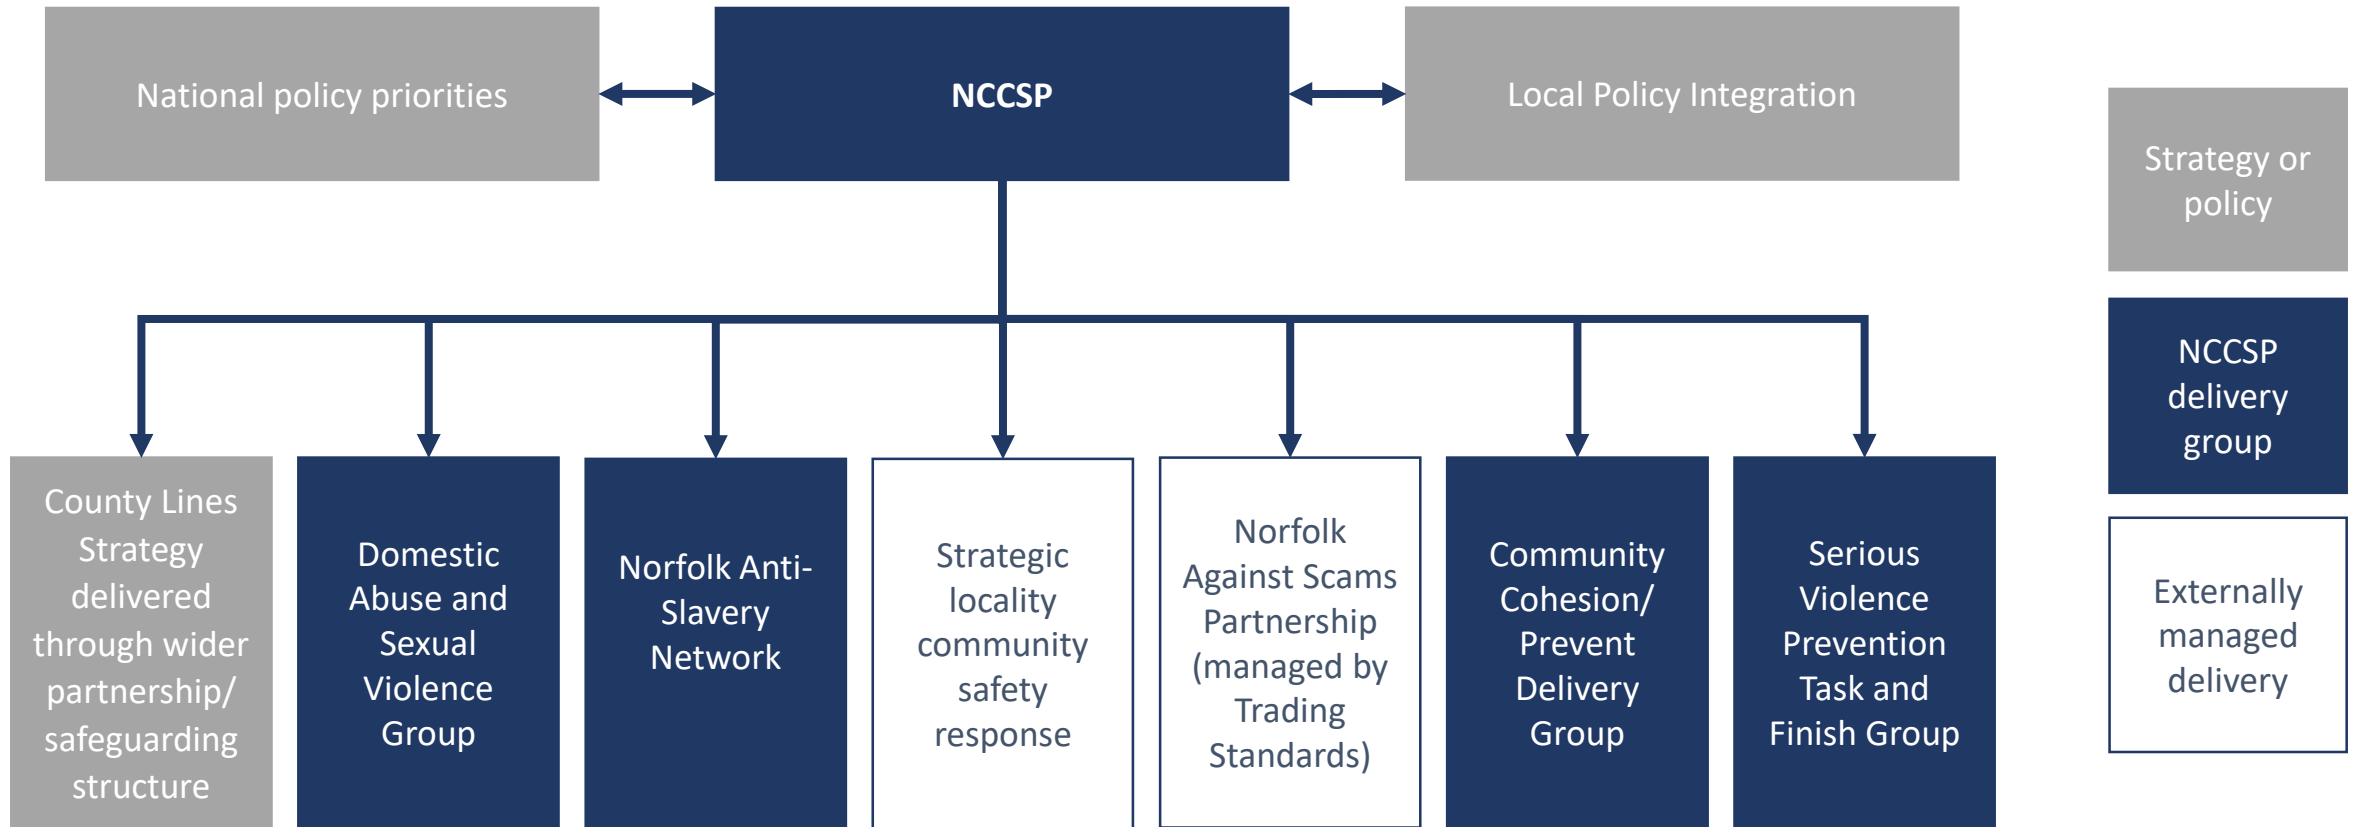 National policy priorities
NCCSP
Local Policy Integration
Strategy or
policy
NCCSP
delivery
group
Externally
managed
delivery
County Lines
Strategy
delivered
through wider
partnership/
safeguarding
structure
Domestic
Abuse and
Sexual
Violence
Group
Norfolk Anti-
Slavery
Network
Strategic
locality
community
safety
response
Norfolk
Against Scams
Partnership
(managed by
Trading
Standards)
Community
Cohesion/
Prevent
Delivery
Group
Serious
Violence
Prevention
Task and
Finish Group